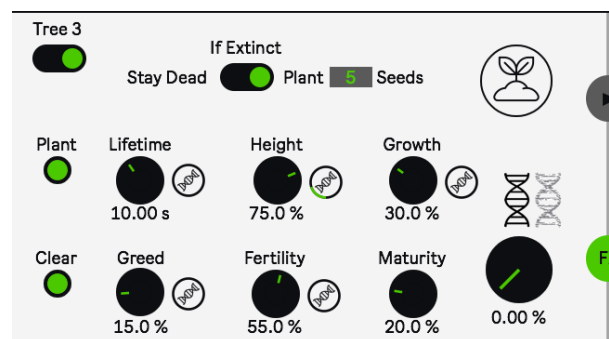 Tree 3
If Extinct
Stay Dead Plant 5 Seeds
Plant Lifetime Height Growth
10.00 s 75.0 % 30.0 %
Clear Greed Fertility Maturity
15.0 % 55.0 % 20.0 % 0.00 %
F